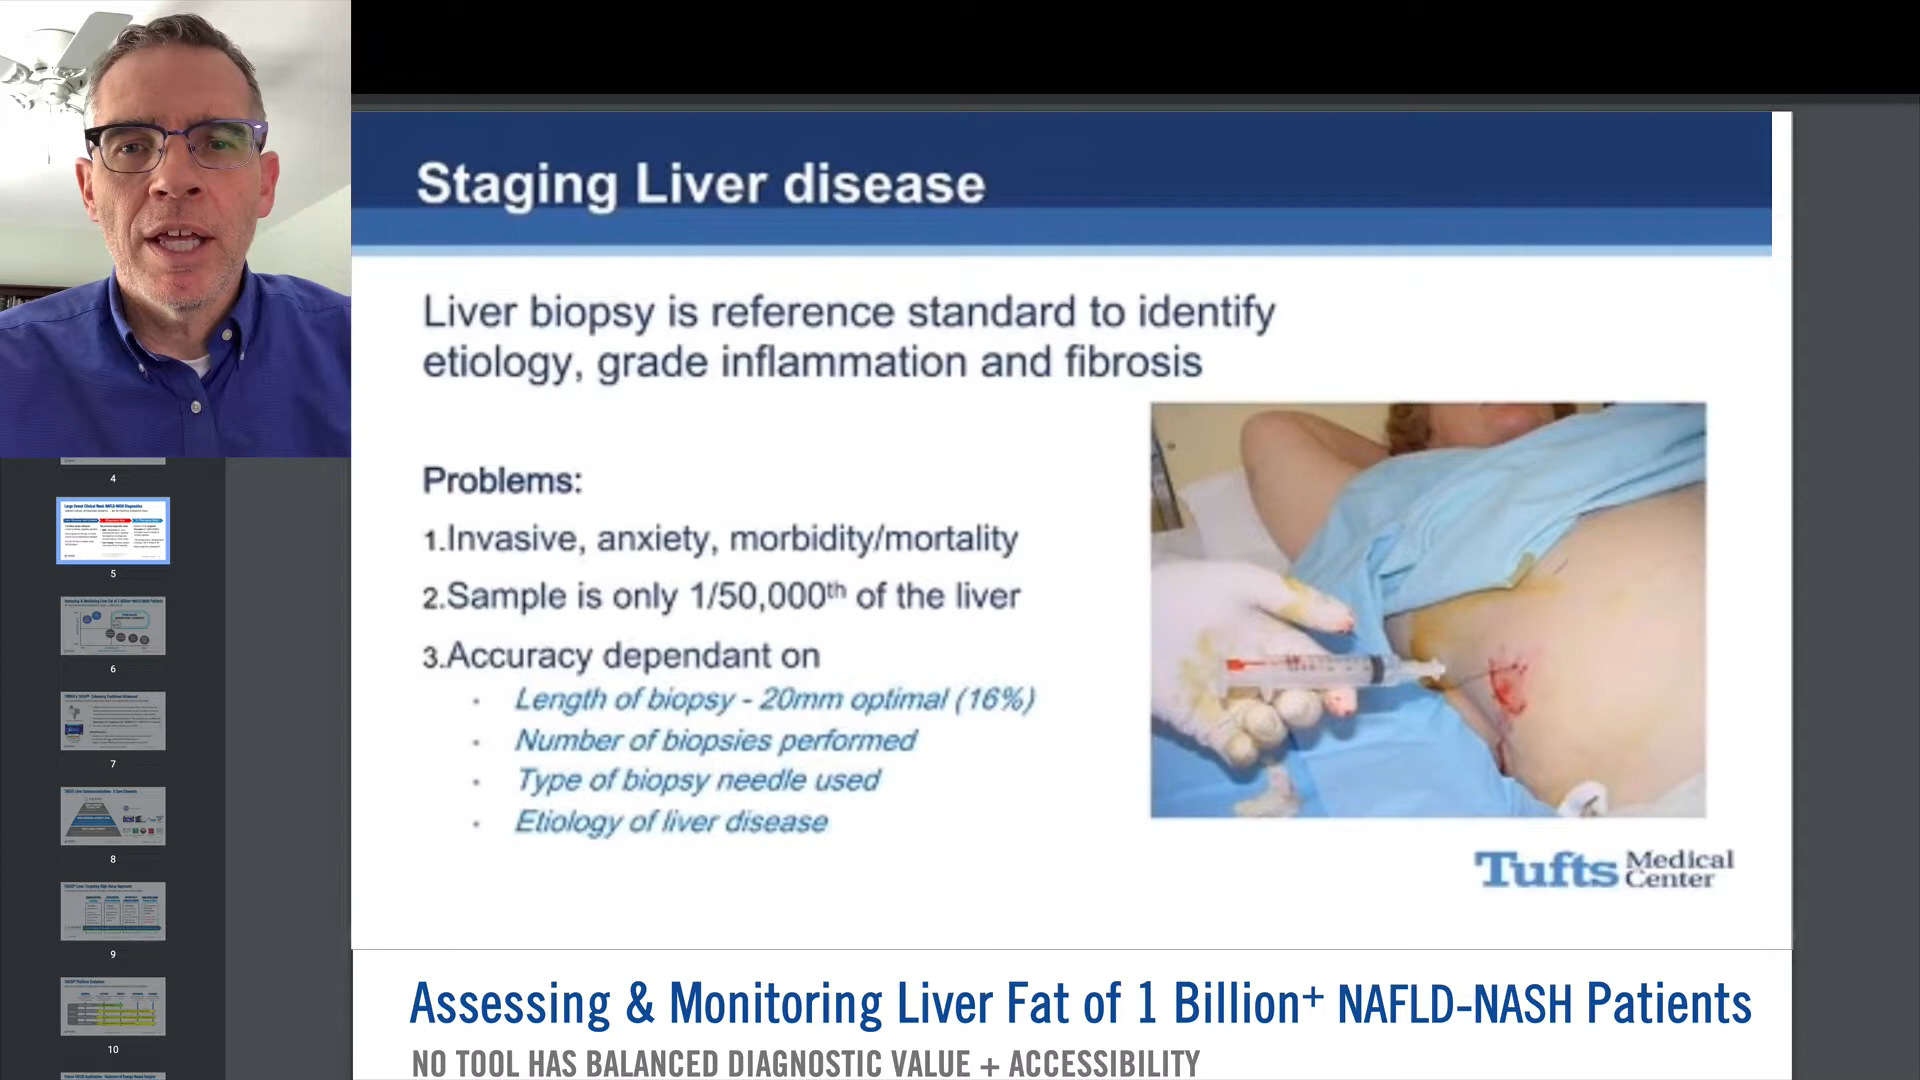 Staging Liver disease
Liver biopsy is reference standard to identify
etiology, grade inflammation and fibrosis
Problems:
1.Invasive, anxiety, morbidity/mortality
2.Sample is only 1/50,000th of the liver
3.Accuracy dependant on
Length of biopsy - 20mm optimal (16%)
Number of biopsies performed
Type of biopsy needle used
Etiology of liver disease
Tufts Medical Center
Assessing & Monitoring Liver Fat of 1 Billion+ NAFLD-NASH Patients
NO TOOL HAS BALANCED DIAGNOSTIC VALUE + ACCESSIBILITY
4
5
6
7
8
9
10